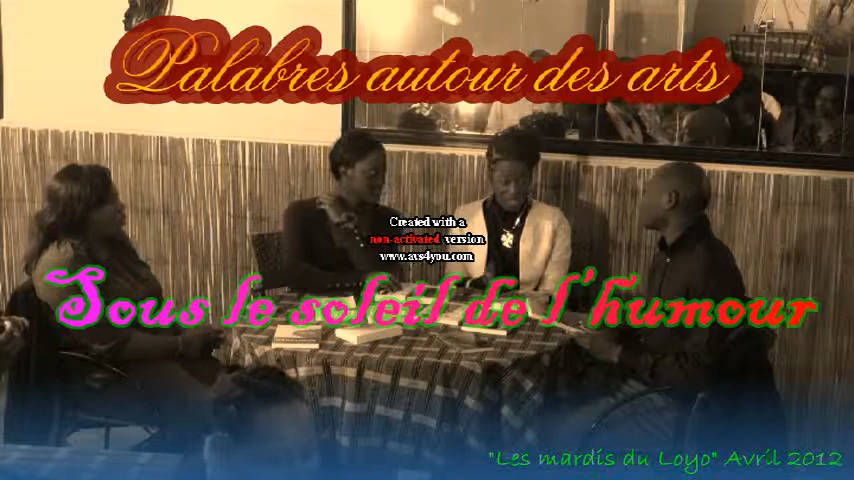 Palabres autour des arts
Created with a
non-activated version
www.avs4you.com
Sous le soleil de l'humour
"Les mardis du Loyo" Avril 2012